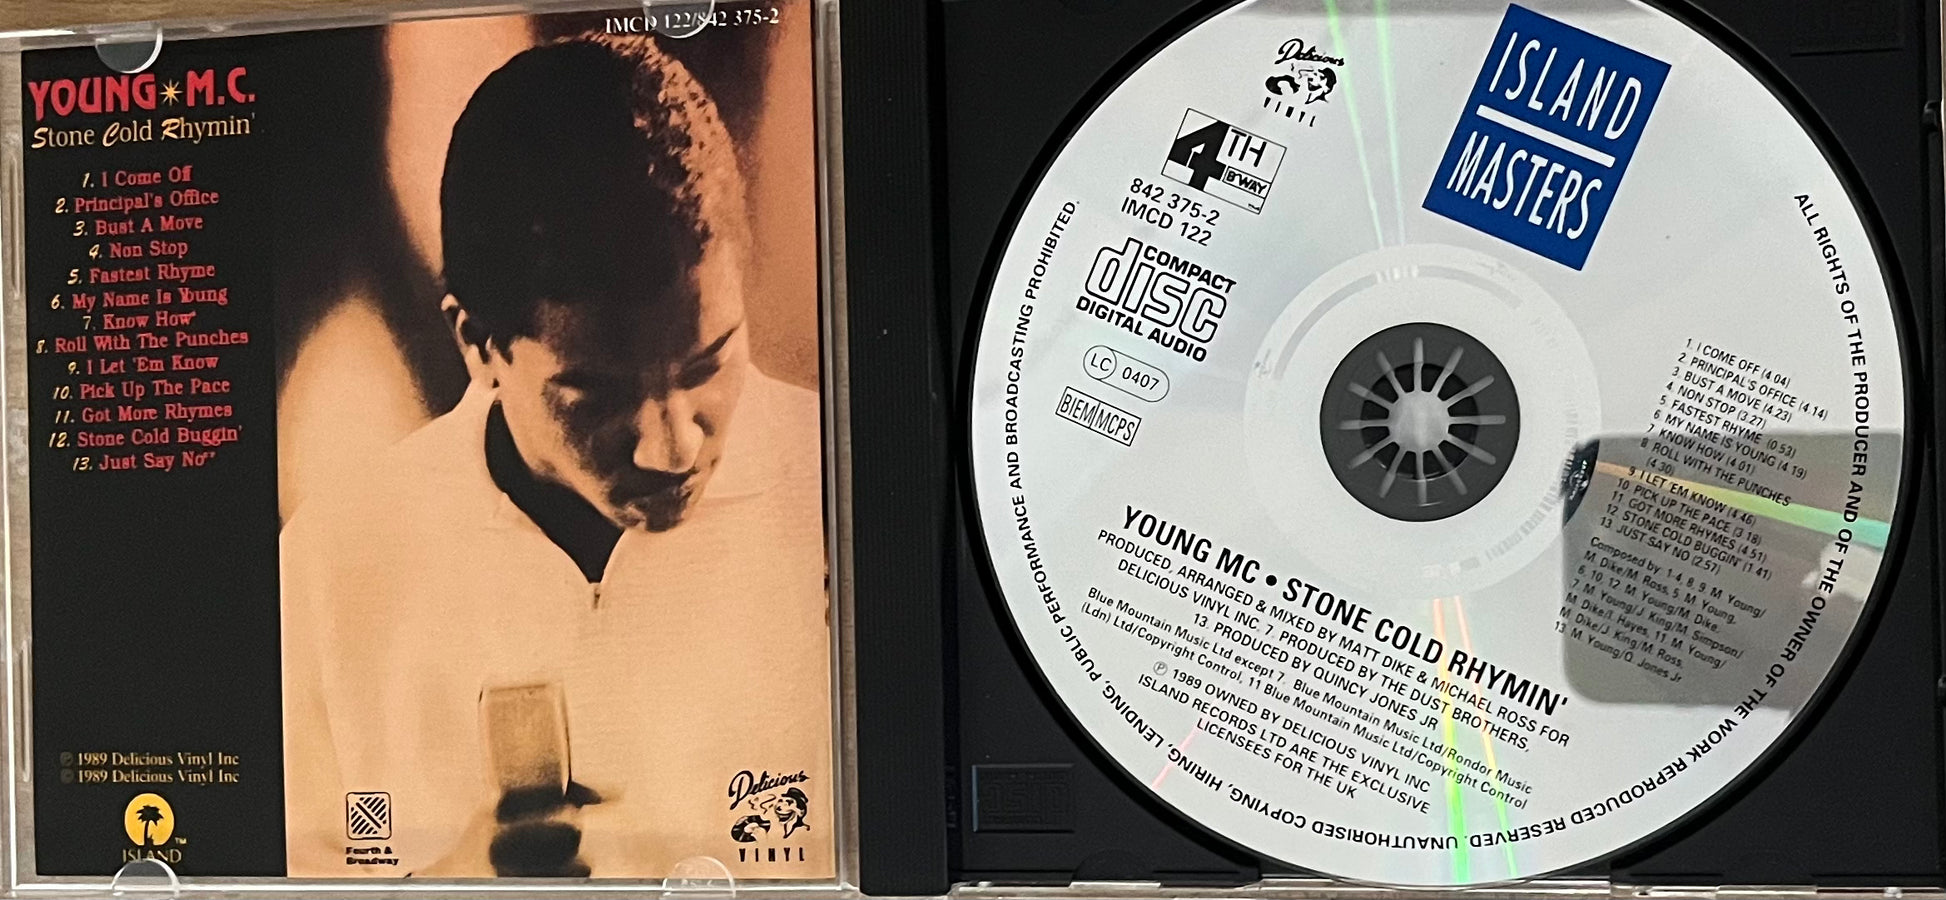 IMCD 122/842 375-2
YOUNG M.C.
Stone Cold Rhymin'
1. I Come Off
2. Principal's Office
3. Bust A Move
4. Non Stop
5. Fastest Rhyme
6. My Name Is Young
7. Know How*
8. Roll With The Punches
9. I Let 'Em Know
10. Pick Up The Pace
11. Got More Rhymes
12. Stone Cold Buggin'
13. Just Say No**
℗ 1989 Delicious Vinyl Inc
© 1989 Delicious Vinyl Inc
ISLAND™
Fourth &
Broadway
Delicious
VINYL
Delicious
VINYL
ISLAND
MASTERS
4TH
B'WAY
842 375-2
IMCD 122
COMPACT
disc
DIGITAL AUDIO
LC 0407
BIEM/MCPS
1. I COME OFF (4.04)
2. PRINCIPAL'S OFFICE (4.14)
3. BUST A MOVE (4.23)
4. NON STOP (3.27)
5. FASTEST RHYME (0.53)
6. MY NAME IS YOUNG (4.19)
7. KNOW HOW (4.01)
8. ROLL WITH THE PUNCHES
(4.30)
9. I LET 'EM KNOW (4.46)
10. PICK UP THE PACE (3.18)
11. GOT MORE RHYMES (4.51)
12. STONE COLD BUGGIN' (1.41)
13. JUST SAY NO (2.57)
Composed by: 1-4, 8, 9. M. Young/
M. Dike/M. Ross, 5. M. Young,
6, 10, 12. M. Young/M. Dike,
7. M. Young/J. King/M. Simpson/
M. Dike/I. Hayes, 11. M. Young/
M. Dike/J. King/M. Ross,
13. M. Young/Q. Jones Jr
YOUNG MC • STONE COLD RHYMIN'
PRODUCED, ARRANGED & MIXED BY MATT DIKE & MICHAEL ROSS FOR
DELICIOUS VINYL INC. 7. PRODUCED BY THE DUST BROTHERS,
13. PRODUCED BY QUINCY JONES JR
Blue Mountain Music Ltd except 7. Blue Mountain Music Ltd/Rondor Music
(Ldn) Ltd/Copyright Control, 11 Blue Mountain Music Ltd/Copyright Control
℗ 1989 OWNED BY DELICIOUS VINYL INC
ISLAND RECORDS LTD ARE THE EXCLUSIVE
LICENSEES FOR THE UK
ALL RIGHTS OF THE PRODUCER AND OF THE OWNER OF THE WORK REPRODUCED RESERVED. UNAUTHORISED COPYING, HIRING, LENDING, PUBLIC PERFORMANCE AND BROADCASTING PROHIBITED.